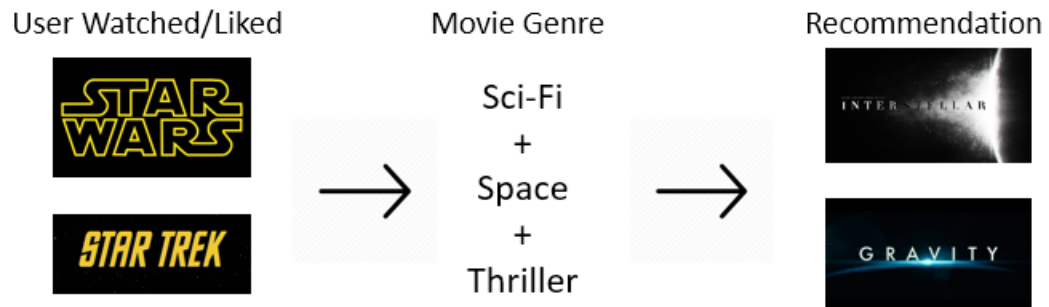 User Watched/Liked
Movie Genre
Recommendation
STAR
WARS
STAR TREK
Sci-Fi
+
Space
+
Thriller
INTERSTELLAR
GRAVITY